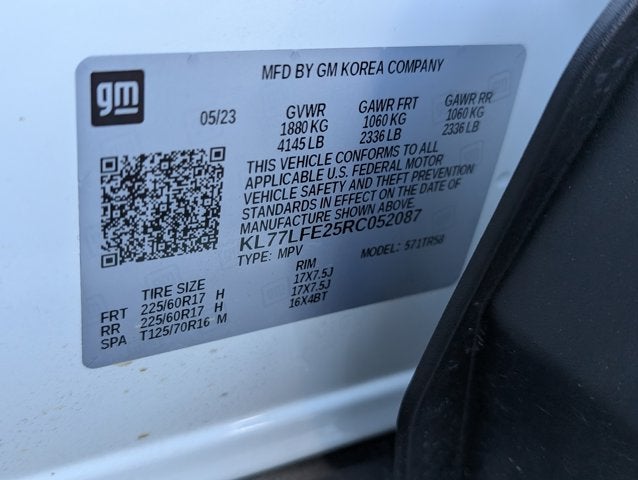 gm
MFD BY GM KOREA COMPANY
05/23 GVWR GAWR FRT GAWR RR
1880 KG 1060 KG 1060 KG
4145 LB 2336 LB 2336 LB
THIS VEHICLE CONFORMS TO ALL
APPLICABLE U.S. FEDERAL MOTOR
VEHICLE SAFETY AND THEFT PREVENTION
STANDARDS IN EFFECT ON THE DATE OF
MANUFACTURE SHOWN ABOVE.
KL77LFE25RC052087
TYPE: MPV MODEL: 571TR58
TIRE SIZE RIM
FRT 225/60R17 H 17X7.5J
RR 225/60R17 H 17X7.5J
SPA T125/70R16 M 16X4BT